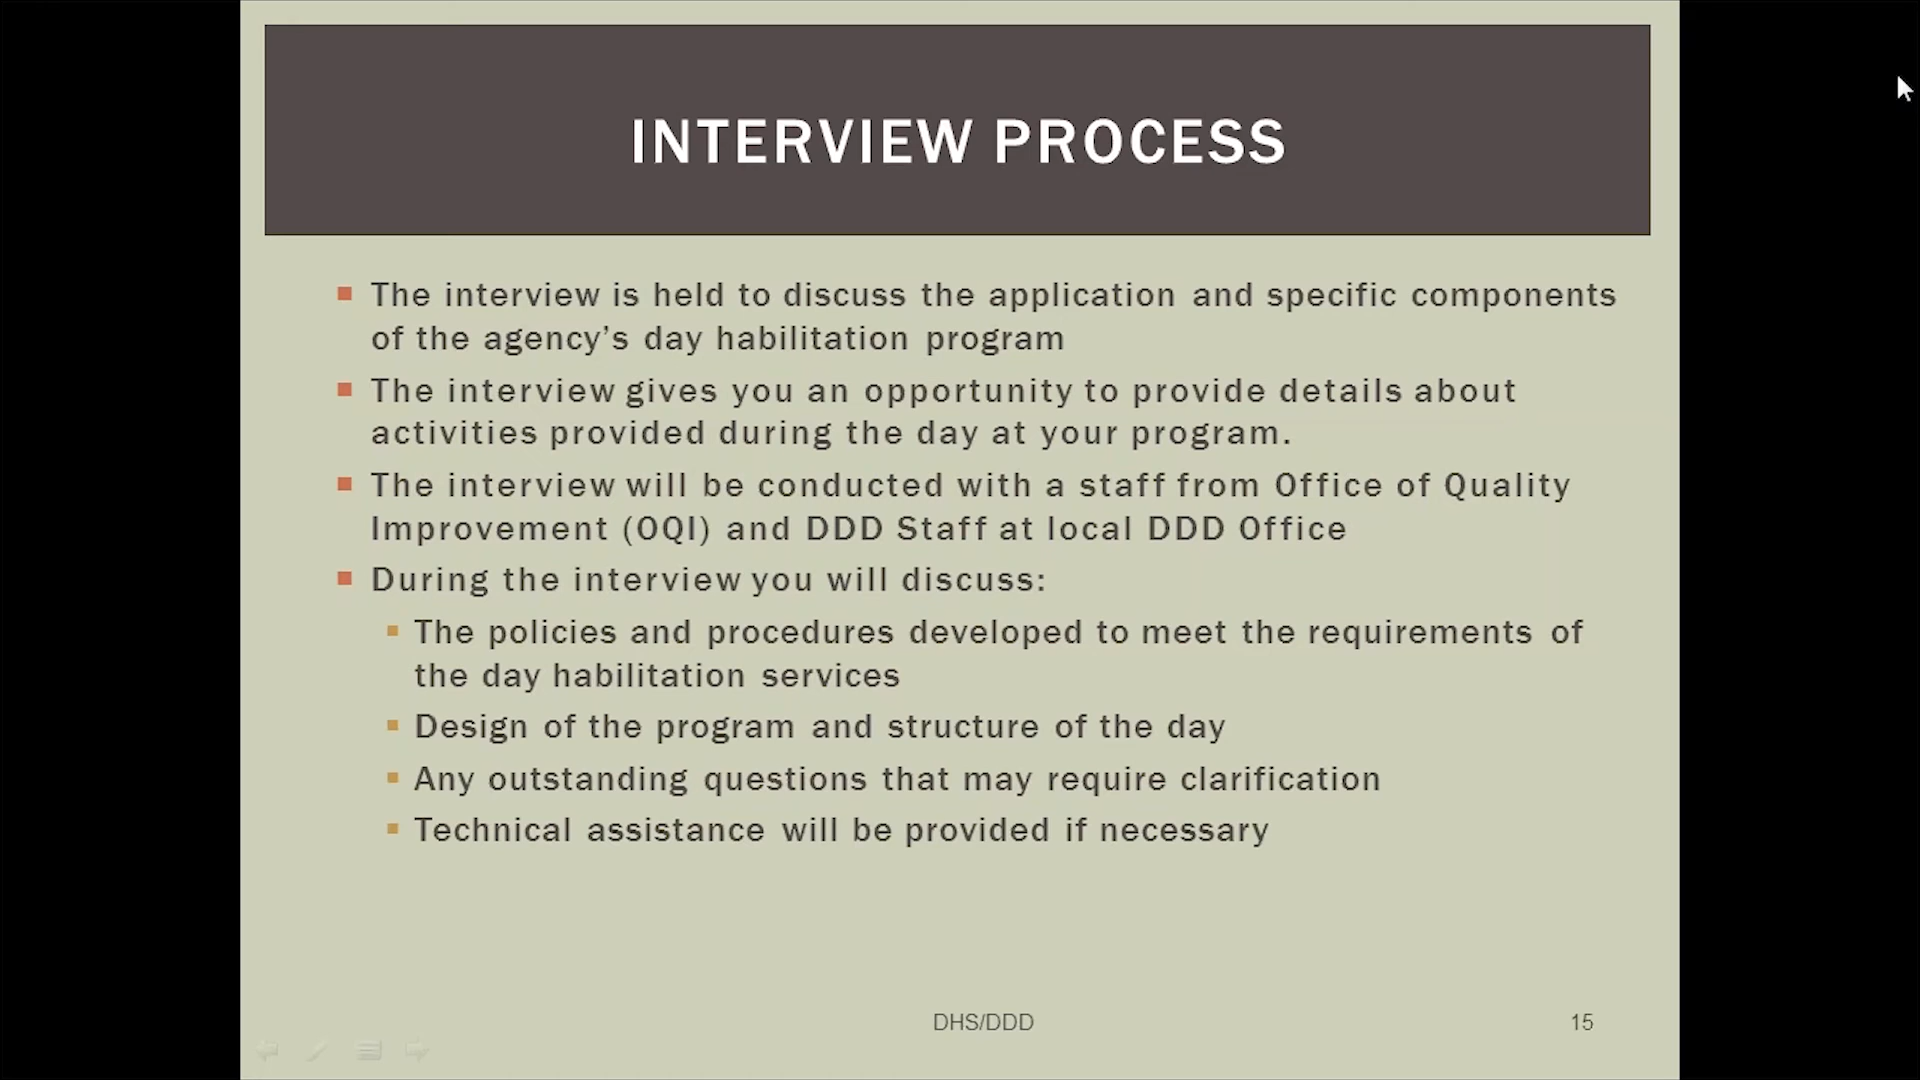 INTERVIEW PROCESS
The interview is held to discuss the application and specific components
of the agency’s day habilitation program
The interview gives you an opportunity to provide details about
activities provided during the day at your program.
The interview will be conducted with a staff from Office of Quality
Improvement (OQI) and DDD Staff at local DDD Office
During the interview you will discuss:
The policies and procedures developed to meet the requirements of
the day habilitation services
Design of the program and structure of the day
Any outstanding questions that may require clarification
Technical assistance will be provided if necessary
DHS/DDD
15